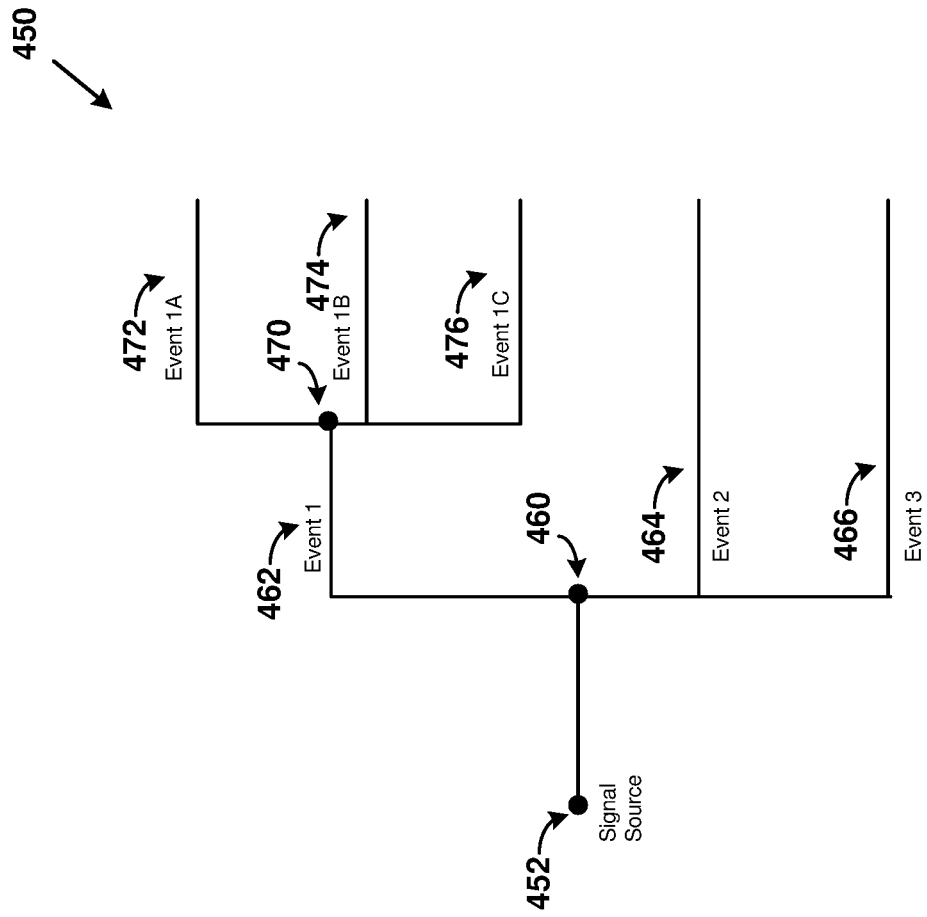 450
472
Event 1A
474
Event 1B
470
476
Event 1C
462
Event 1
460
464
Event 2
466
Event 3
452
Signal
Source